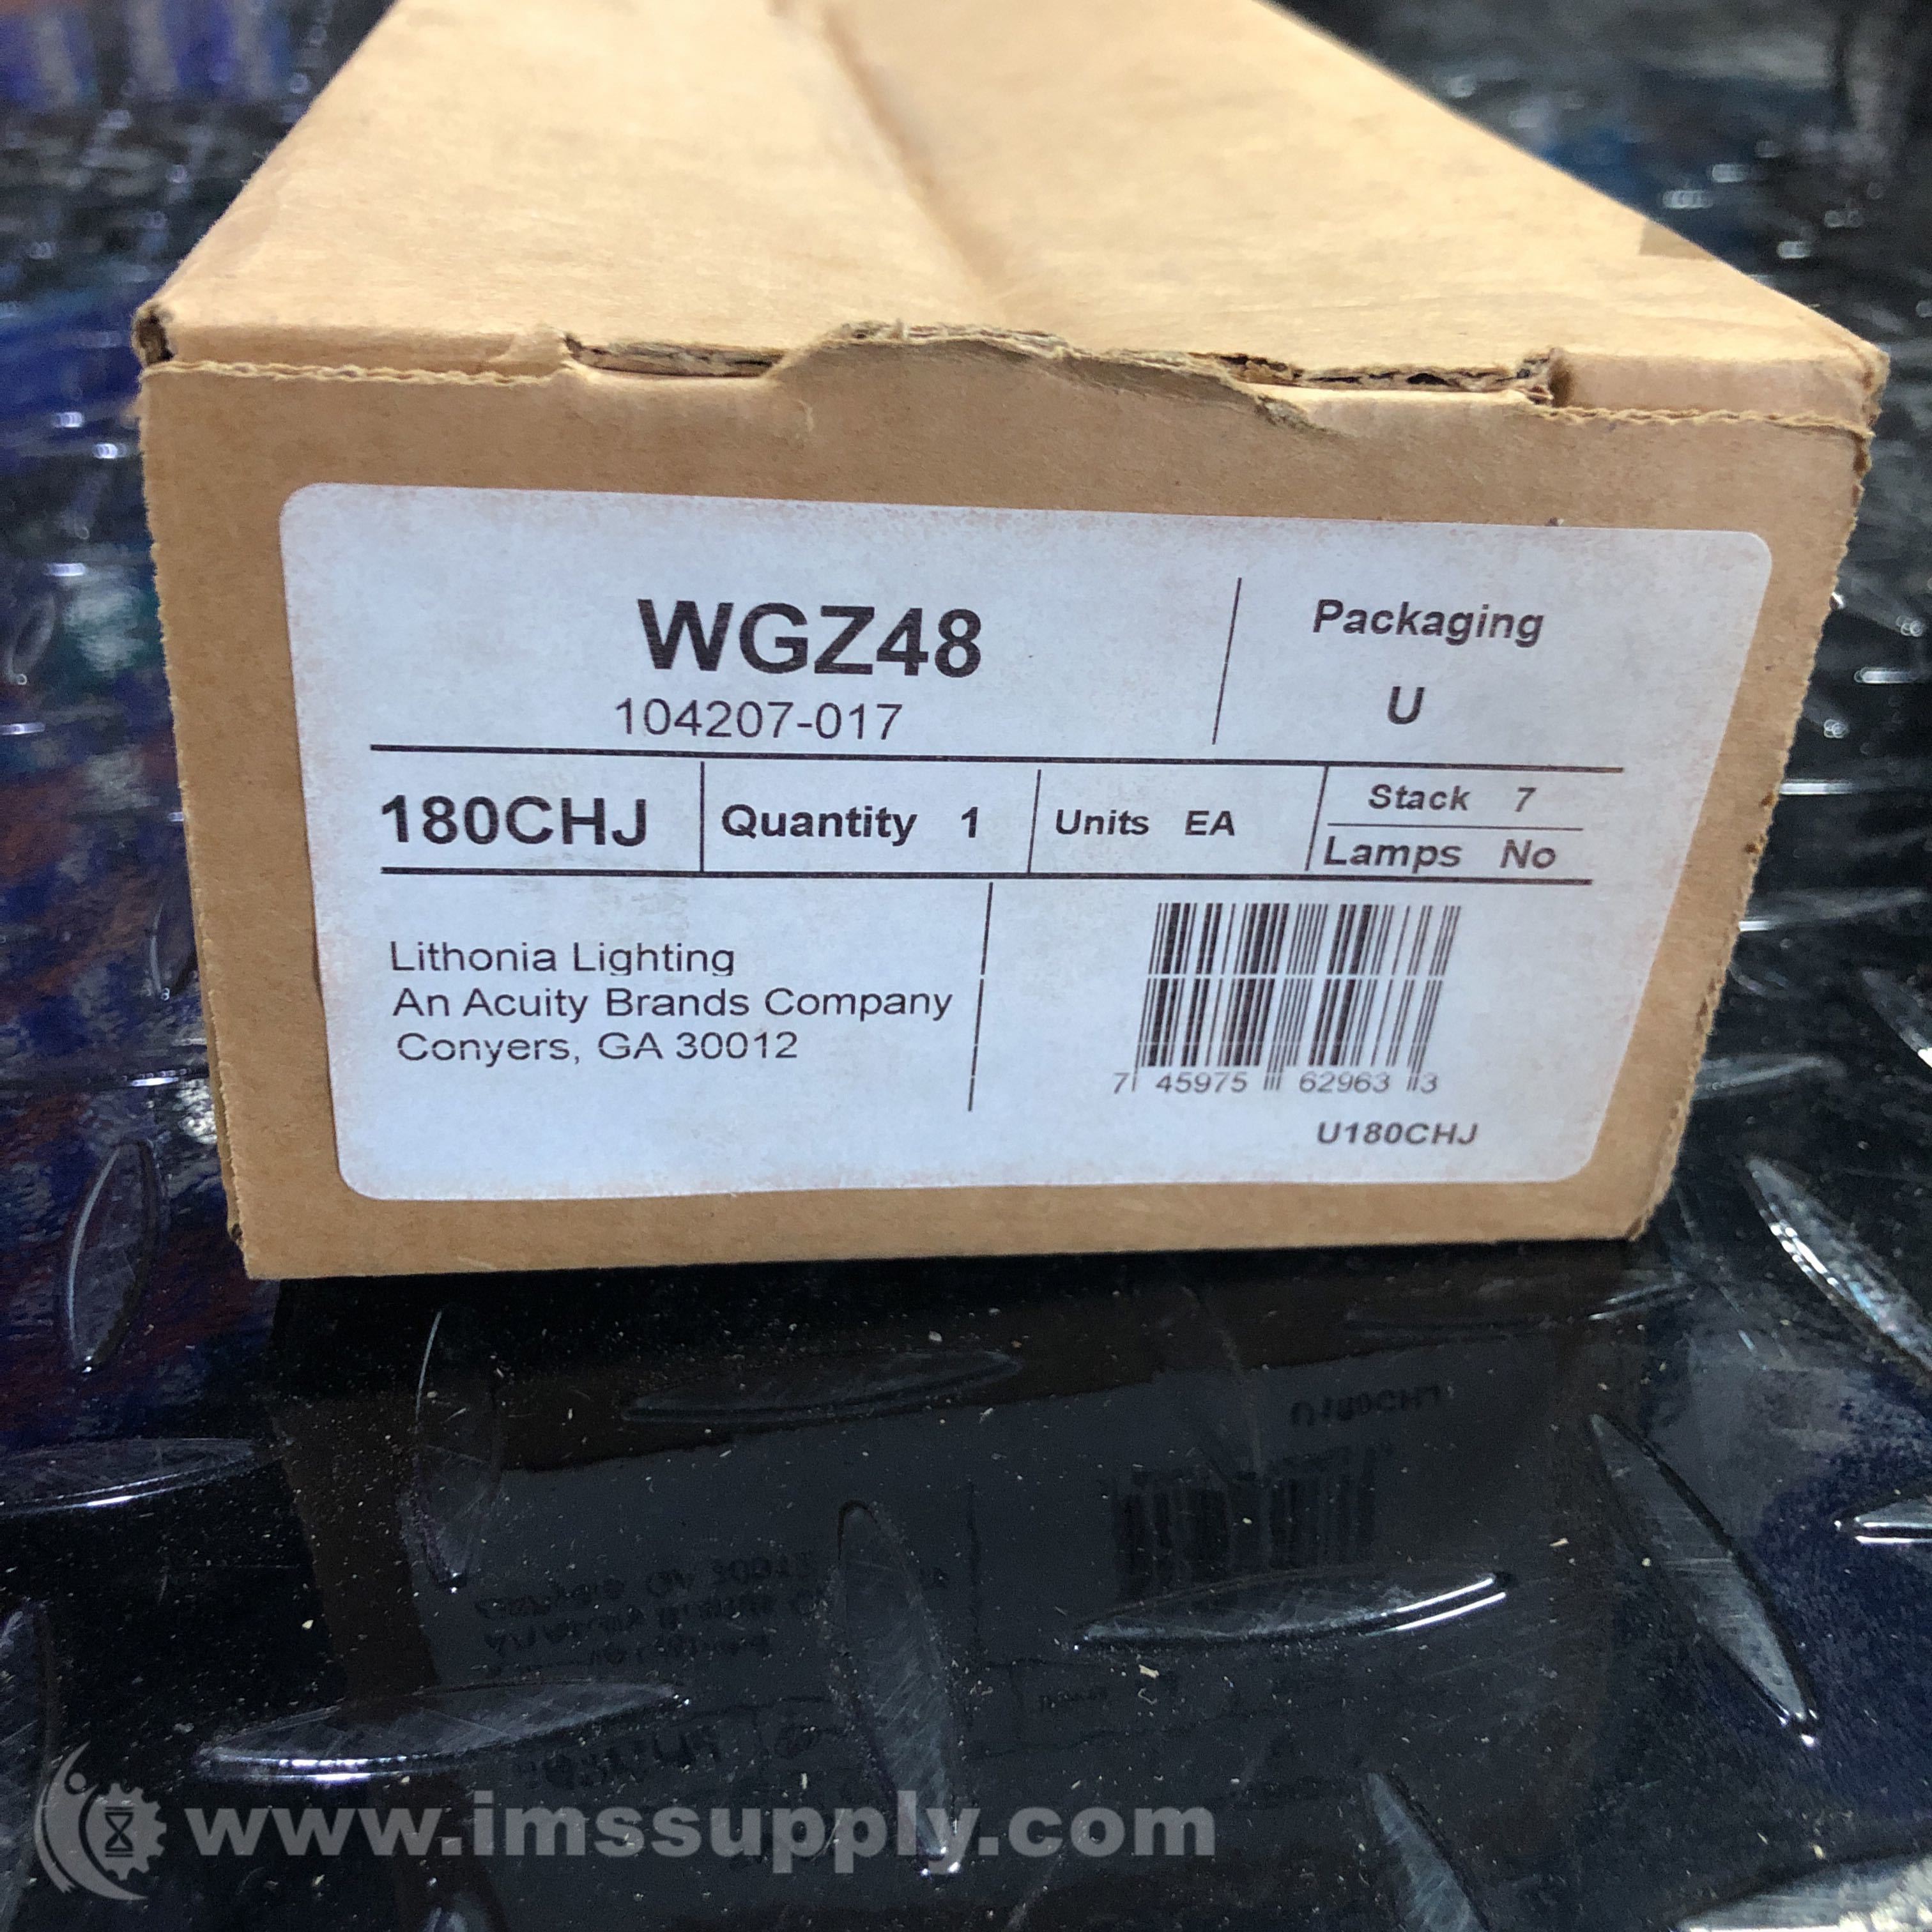 WGZ48
104207-017
Packaging
U
180CHJ
Quantity 1
Units EA
Stack 7
Lamps No
Lithonia Lighting
An Acuity Brands Company
Conyers, GA 30012
7 45975 62963 3
U180CHJ
www.imssupply.com